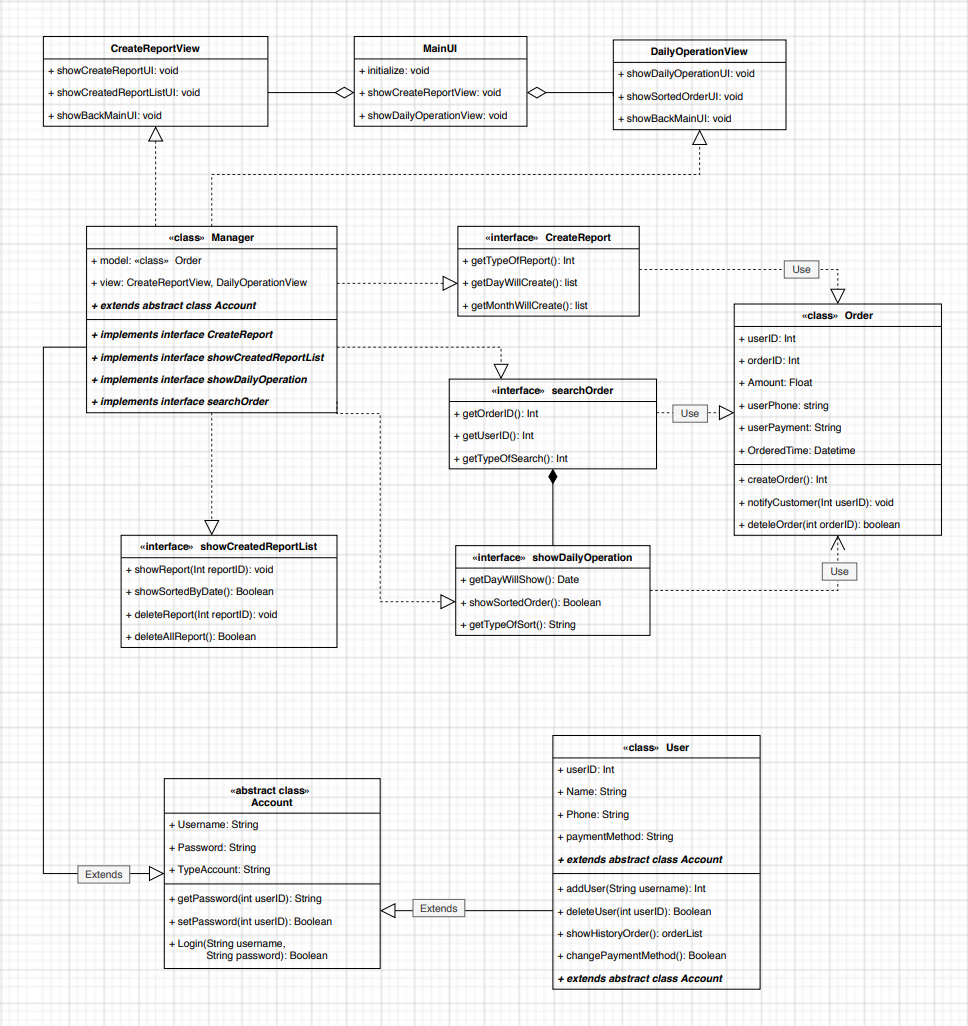 CreateReportView
+ showCreateReportUI: void
+ showCreatedReportListUI: void
+ showBackMainUI: void
MainUI
+ initialize: void
+ showCreateReportView: void
+ showDailyOperationView: void
DailyOperationView
+ showDailyOperationUI: void
+ showSortedOrderUI: void
+ showBackMainUI: void
«class» Manager
+ model: «class» Order
+ view: CreateReportView, DailyOperationView
+ extends abstract class Account
+ implements interface CreateReport
+ implements interface showCreatedReportList
+ implements interface showDailyOperation
+ implements interface searchOrder
«interface» CreateReport
+ getTypeOfReport(): Int
+ getDayWillCreate(): list
+ getMonthWillCreate(): list
Use
«class» Order
+ userID: Int
+ orderID: Int
+ Amount: Float
+ userPhone: string
+ userPayment: String
+ OrderedTime: Datetime
+ createOrder(): Int
+ notifyCustomer(Int userID): void
+ deteleOrder(int orderID): boolean
«interface» searchOrder
+ getOrderID(): Int
+ getUserID(): Int
+ getTypeOfSearch(): Int
Use
«interface» showCreatedReportList
+ showReport(Int reportID): void
+ showSortedByDate(): Boolean
+ deleteReport(Int reportID): void
+ deleteAllReport(): Boolean
«interface» showDailyOperation
+ getDayWillShow(): Date
+ showSortedOrder(): Boolean
+ getTypeOfSort(): String
Use
«abstract class»
Account
+ Username: String
+ Password: String
+ TypeAccount: String
+ getPassword(int userID): String
+ setPassword(int userID): Boolean
+ Login(String username,
String password): Boolean
Extends
Extends
«class» User
+ userID: Int
+ Name: String
+ Phone: String
+ paymentMethod: String
+ extends abstract class Account
+ addUser(String username): Int
+ deleteUser(int userID): Boolean
+ showHistoryOrder(): orderList
+ changePaymentMethod(): Boolean
+ extends abstract class Account